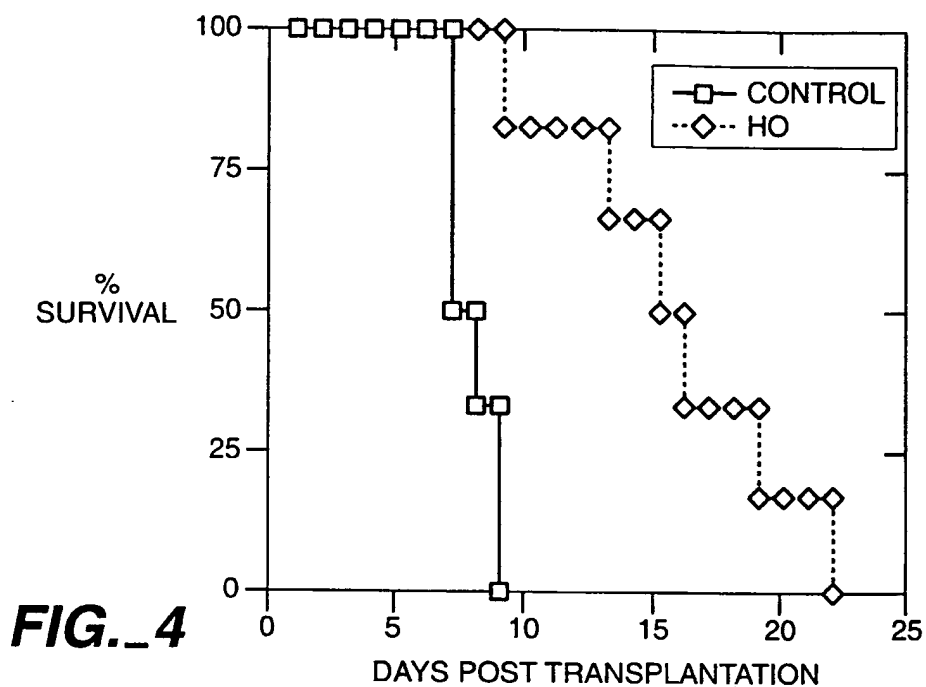 100
75
50
25
0
%
SURVIVAL
CONTROL
HO
0 5 10 15 20 25
DAYS POST TRANSPLANTATION
FIG._4